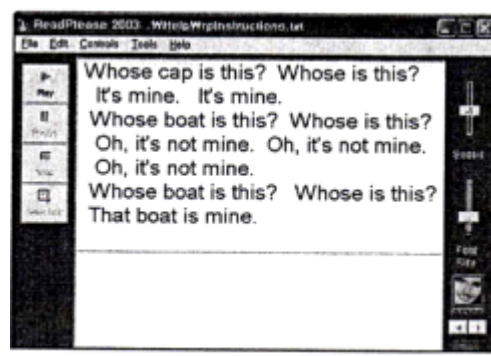 ReadPlease 2003
File Edit Controls Tools Help
Play
Whose cap is this? Whose is this?
It's mine. It's mine.
Whose boat is this? Whose is this?
Oh, it's not mine. Oh, it's not mine.
Oh, it's not mine.
Whose boat is this? Whose is this?
That boat is mine.
Speed
Font
Size